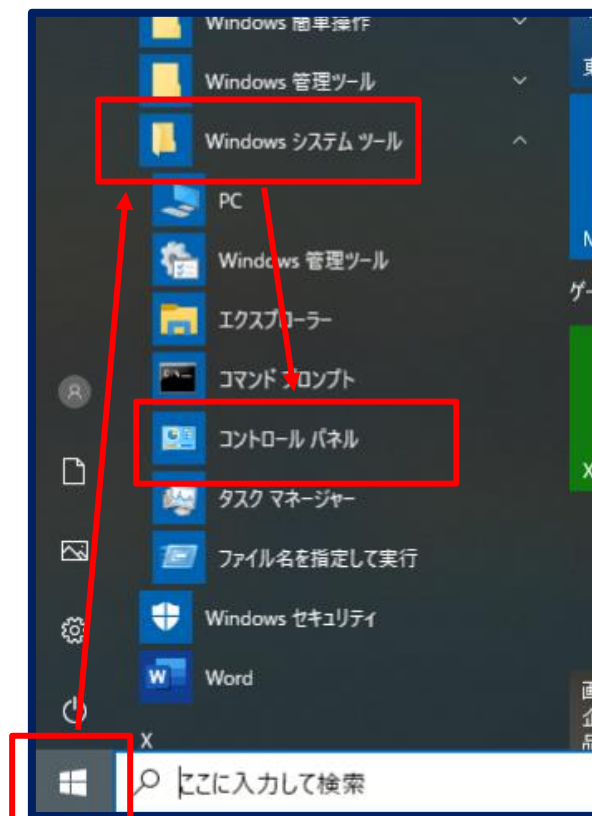 Windows 簡単操作
Windows 管理ツール
Windows システム ツール
PC
Windows 管理ツール
エクスプローラー
コマンド プロンプト
コントロール パネル
タスク マネージャー
ファイル名を指定して実行
Windows セキュリティ
Word
X
ここに入力して検索
ゲー
X